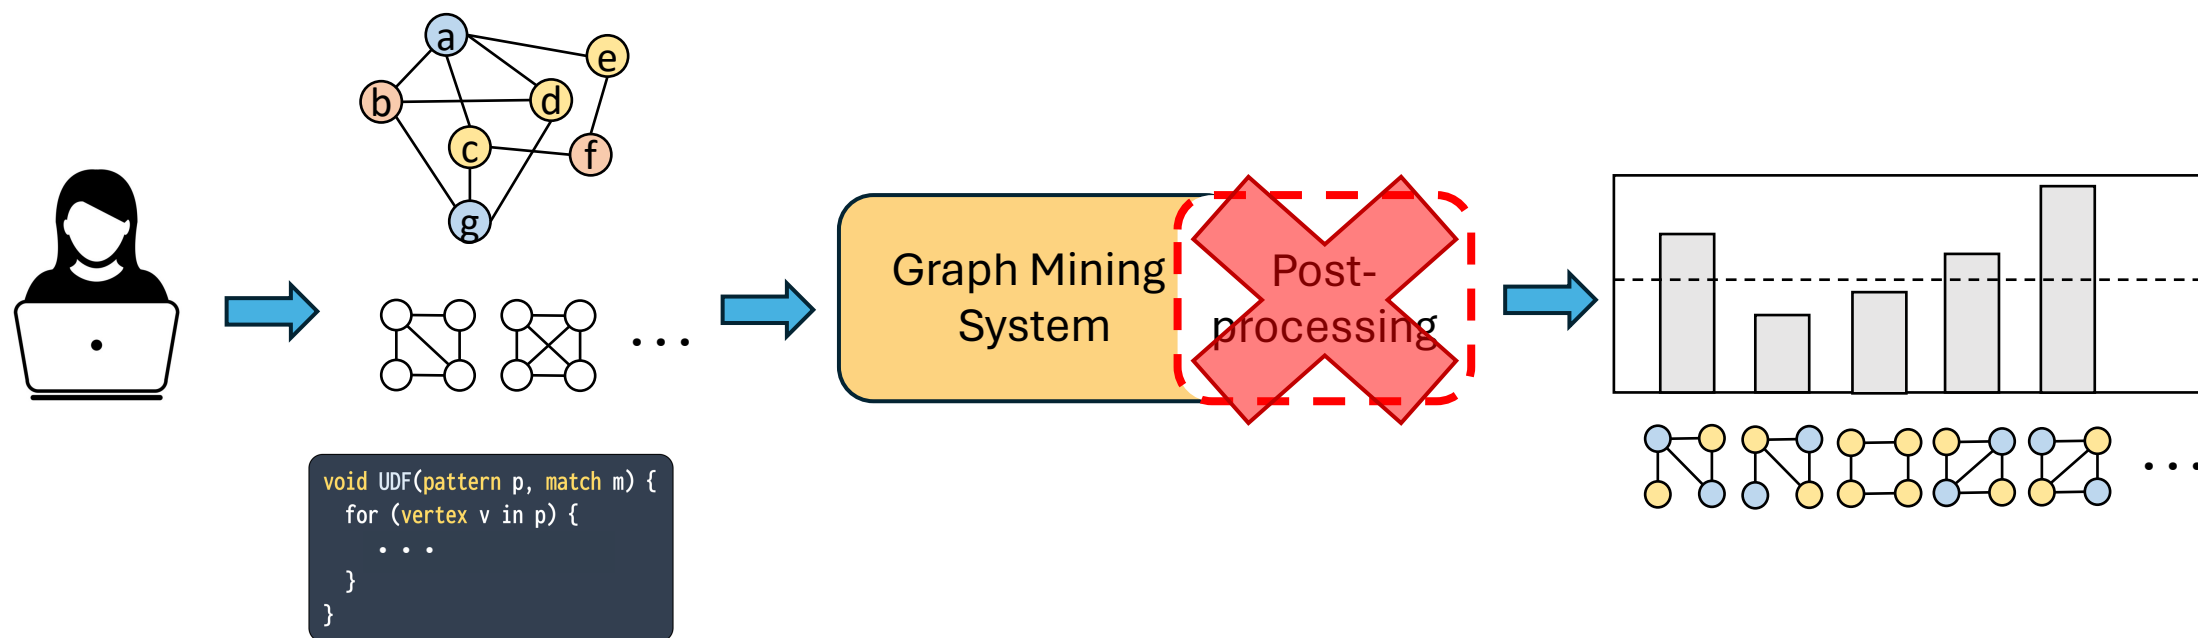 a
e
b
d
c
f
g
• • •
void UDF(pattern p, match m) {
for (vertex v in p) {
• • •
}
}
Graph Mining
System
Post-
processing
• • •